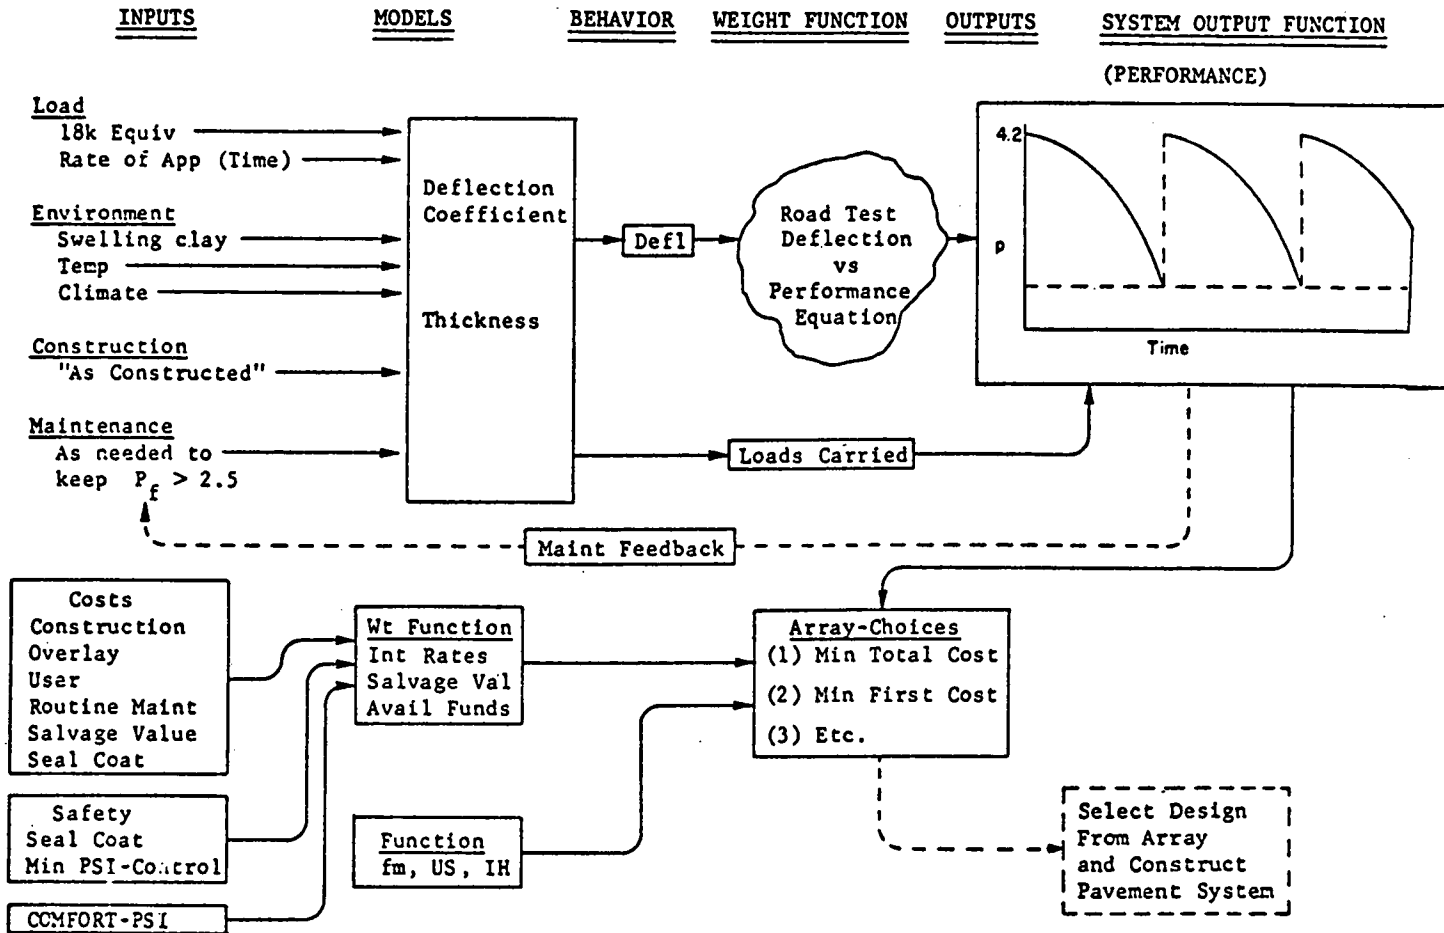 INPUTS
MODELS
BEHAVIOR
WEIGHT FUNCTION
OUTPUTS
SYSTEM OUTPUT FUNCTION
(PERFORMANCE)
Load
18k Equiv
Rate of App (Time)
Environment
Swelling clay
Temp
Climate
Construction
"As Constructed"
Maintenance
As needed to
keep P_f > 2.5
Deflection
Coefficient
Thickness
Defl
Road Test
Deflection
vs
Performance
Equation
4.2
p
Time
Loads Carried
Maint Feedback
Costs
Construction
Overlay
User
Routine Maint
Salvage Value
Seal Coat
Safety
Seal Coat
Min PSI-Control
COMFORT-PSI
Wt Function
Int Rates
Salvage Val
Avail Funds
Function
fm, US, IH
Array-Choices
(1) Min Total Cost
(2) Min First Cost
(3) Etc.
Select Design
From Array
and Construct
Pavement System